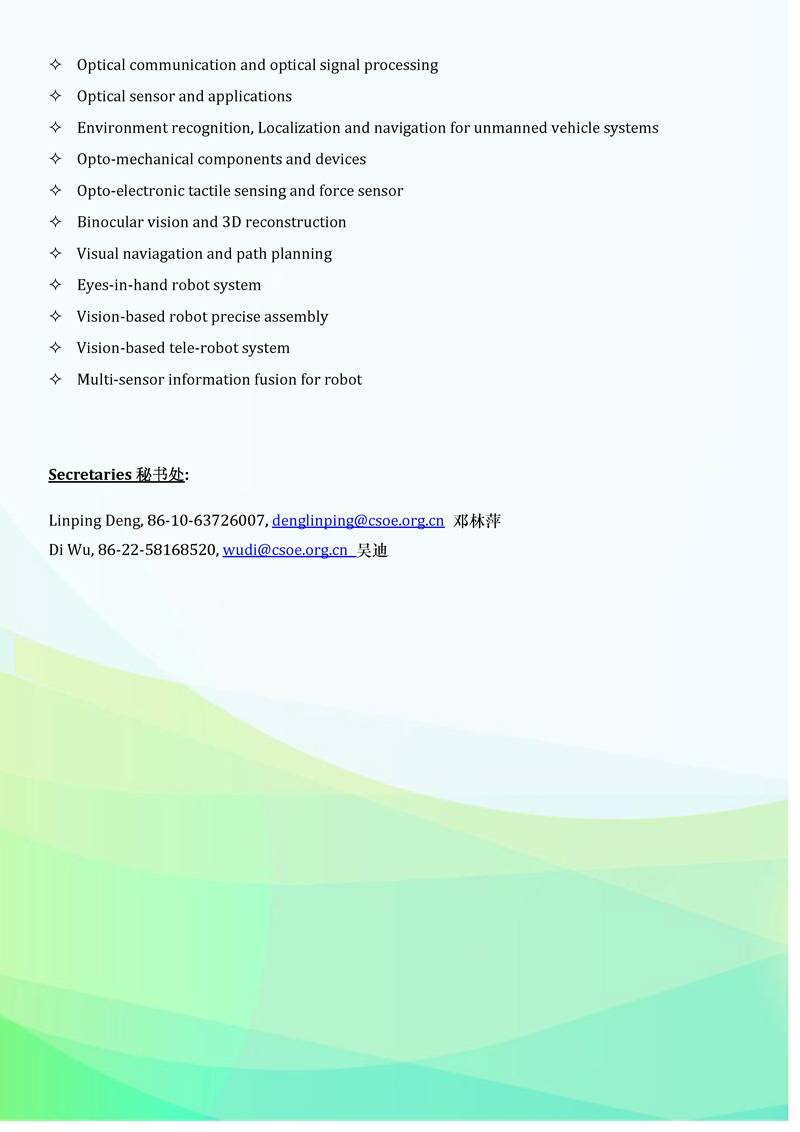 ✧ Optical communication and optical signal processing
✧ Optical sensor and applications
✧ Environment recognition, Localization and navigation for unmanned vehicle systems
✧ Opto-mechanical components and devices
✧ Opto-electronic tactile sensing and force sensor
✧ Binocular vision and 3D reconstruction
✧ Visual naviagation and path planning
✧ Eyes-in-hand robot system
✧ Vision-based robot precise assembly
✧ Vision-based tele-robot system
✧ Multi-sensor information fusion for robot
Secretaries 秘书处:
Linping Deng, 86-10-63726007, denglinping@csoe.org.cn 邓林萍
Di Wu, 86-22-58168520, wudi@csoe.org.cn 吴迪